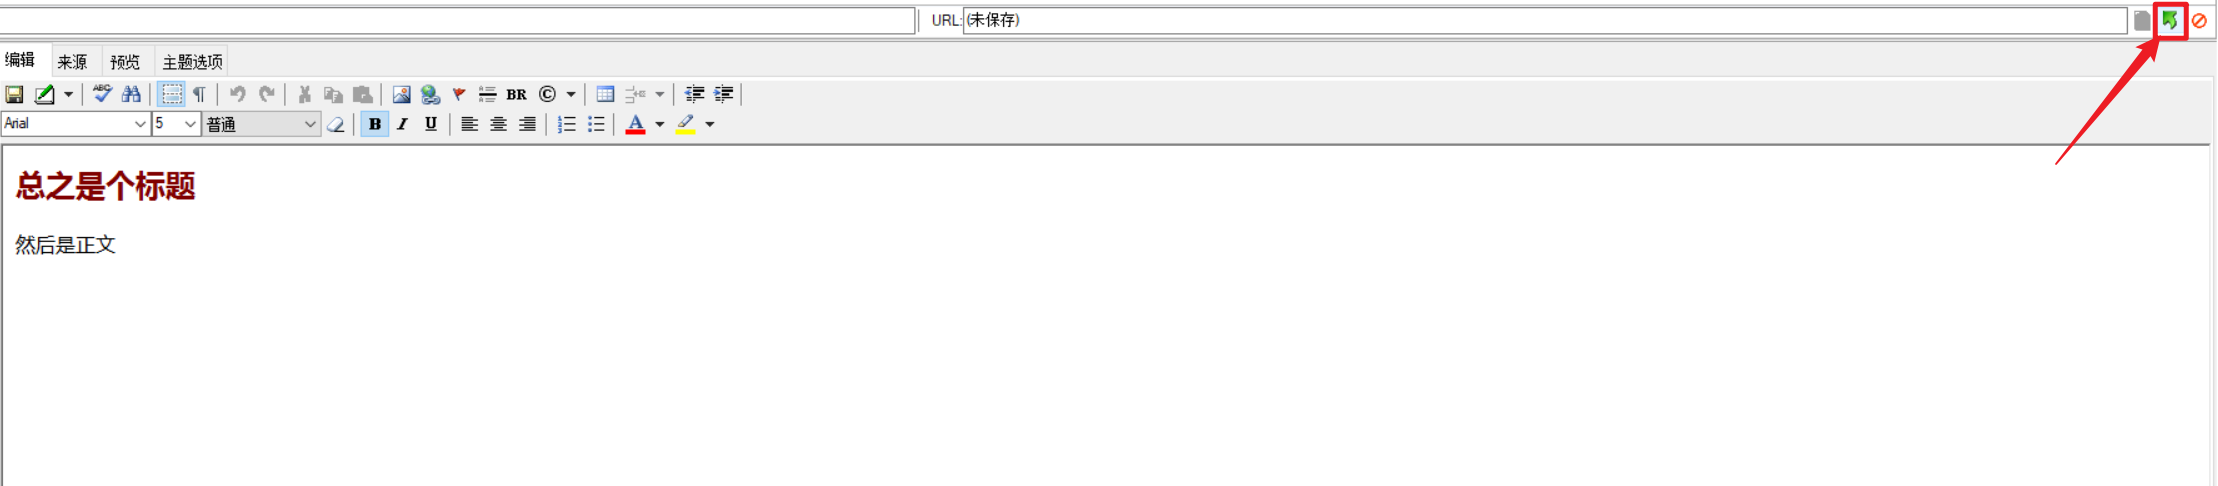 URL: (未保存)
编辑 来源 预览 主题选项
ABC ¶ BR ©
Arial 5 普通 B I U A
总之是个标题
然后是正文